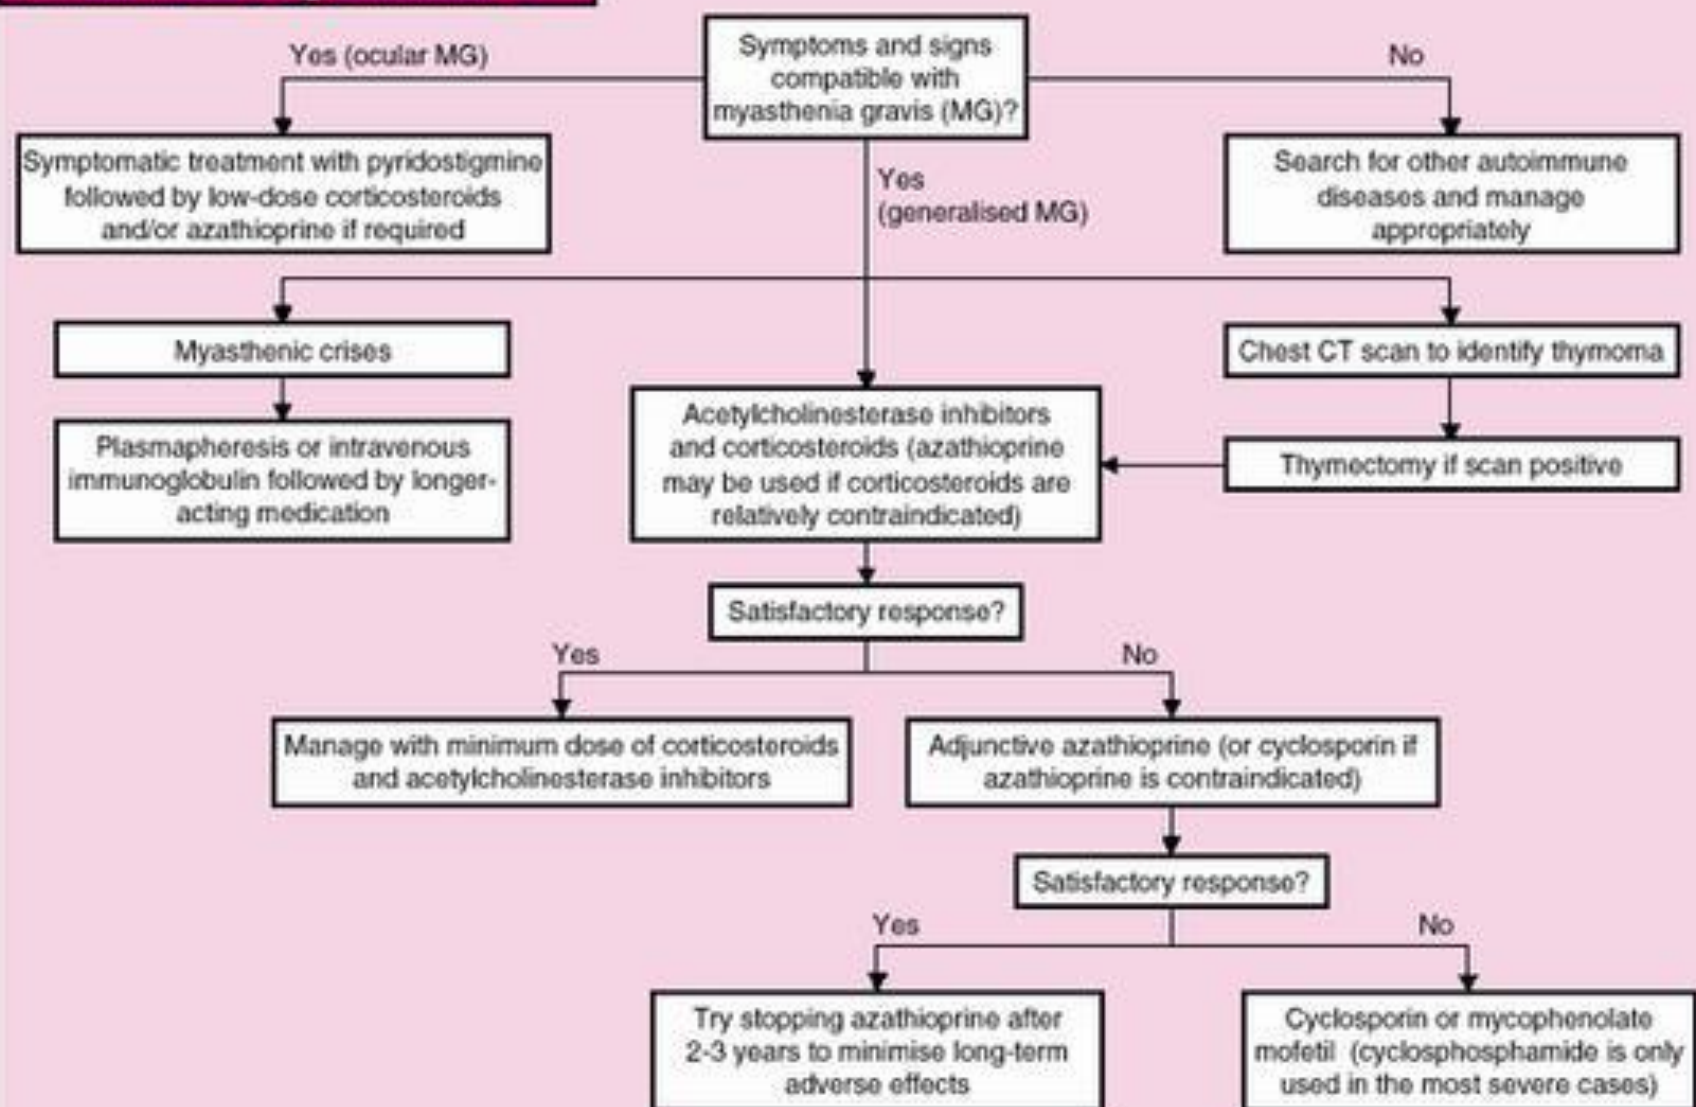 Symptoms and signs
compatible with
myasthenia gravis (MG)?
Yes (ocular MG)
No
Symptomatic treatment with pyridostigmine
followed by low-dose corticosteroids
and/or azathioprine if required
Yes
(generalised MG)
Search for other autoimmune
diseases and manage
appropriately
Myasthenic crises
Chest CT scan to identify thymoma
Plasmapheresis or intravenous
immunoglobulin followed by longer-
acting medication
Acetylcholinesterase inhibitors
and corticosteroids (azathioprine
may be used if corticosteroids are
relatively contraindicated)
Thymectomy if scan positive
Satisfactory response?
Yes
No
Manage with minimum dose of corticosteroids
and acetylcholinesterase inhibitors
Adjunctive azathioprine (or cyclosporin if
azathioprine is contraindicated)
Satisfactory response?
Yes
No
Try stopping azathioprine after
2-3 years to minimise long-term
adverse effects
Cyclosporin or mycophenolate
mofetil (cyclosphosphamide is only
used in the most severe cases)